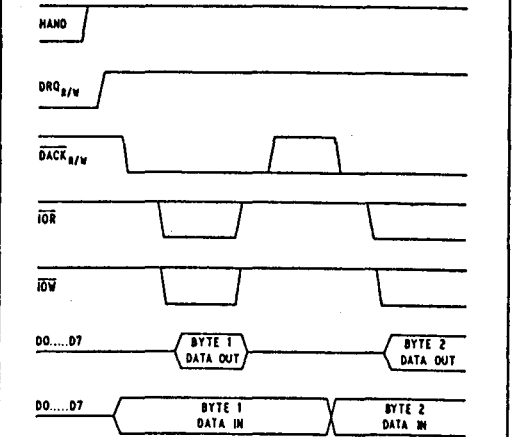 HAND
DRQR/W
DACKR/W
IOR
IOW
D0.....D7
BYTE 1
DATA OUT
BYTE 2
DATA OUT
D0.....D7
BYTE 1
DATA IN
BYTE 2
DATA IN